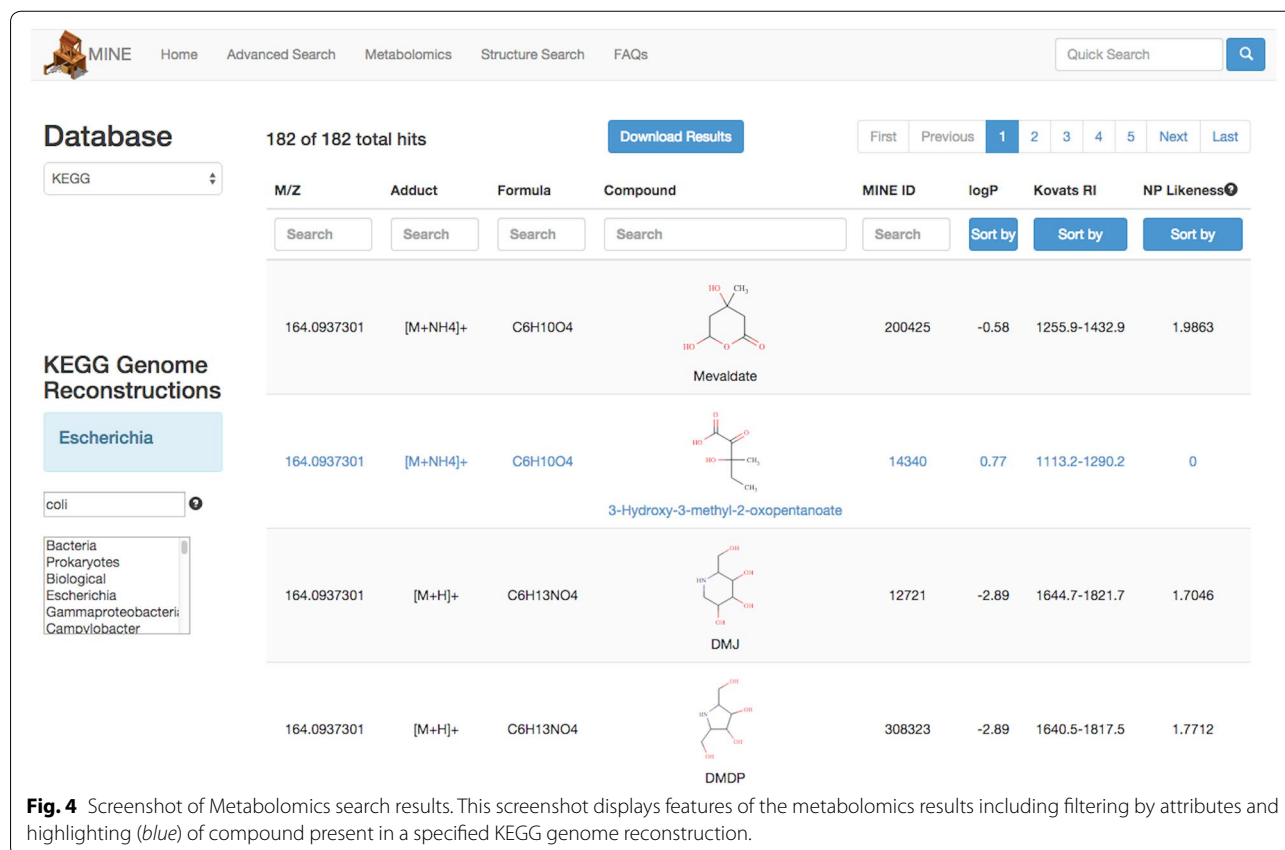 MINE Home Advanced Search Metabolomics Structure Search FAQs Quick Search
Database
KEGG
182 of 182 total hits Download Results First Previous 1 2 3 4 5 Next Last
M/Z Adduct Formula Compound MINE ID logP Kovats RI NP Likeness?
Search Search Search Search Search Sort by Sort by Sort by
HO CH3
HO O O
164.0937301 [M+NH4]+ C6H10O4 200425 -0.58 1255.9-1432.9 1.9863
Mevaldate
KEGG Genome
Reconstructions
Escherichia
coli ?
Bacteria
Prokaryotes
Biological
Escherichia
Gammaproteobacteri
Campylobacter
O
HO O
HO CH3
CH3
164.0937301 [M+NH4]+ C6H10O4 14340 0.77 1113.2-1290.2 0
3-Hydroxy-3-methyl-2-oxopentanoate
OH
HN OH
OH
OH
164.0937301 [M+H]+ C6H13NO4 12721 -2.89 1644.7-1821.7 1.7046
DMJ
OH
HN OH
OH
OH
164.0937301 [M+H]+ C6H13NO4 308323 -2.89 1640.5-1817.5 1.7712
DMDP
Fig. 4 Screenshot of Metabolomics search results. This screenshot displays features of the metabolomics results including filtering by attributes and
highlighting (blue) of compound present in a specified KEGG genome reconstruction.